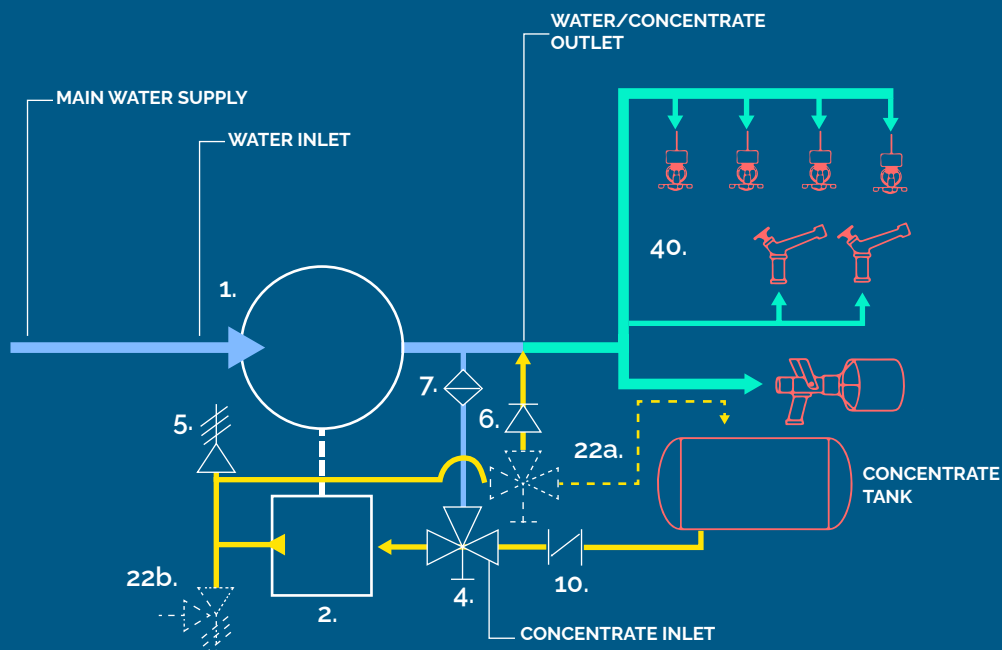 WATER/CONCENTRATE
OUTLET
MAIN WATER SUPPLY
WATER INLET
40.
1.
7.
5.
6.
22a.
CONCENTRATE
TANK
22b.
2.
4.
10.
CONCENTRATE INLET